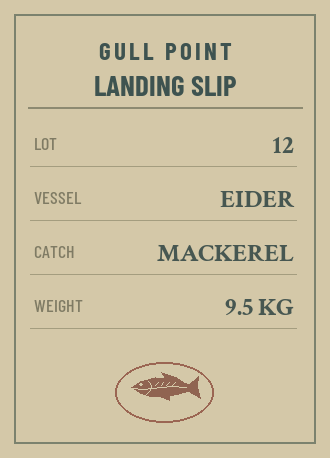 GULL POINT
LANDING SLIP
LOT 12
VESSEL EIDER
CATCH MACKEREL
WEIGHT 9.5 KG